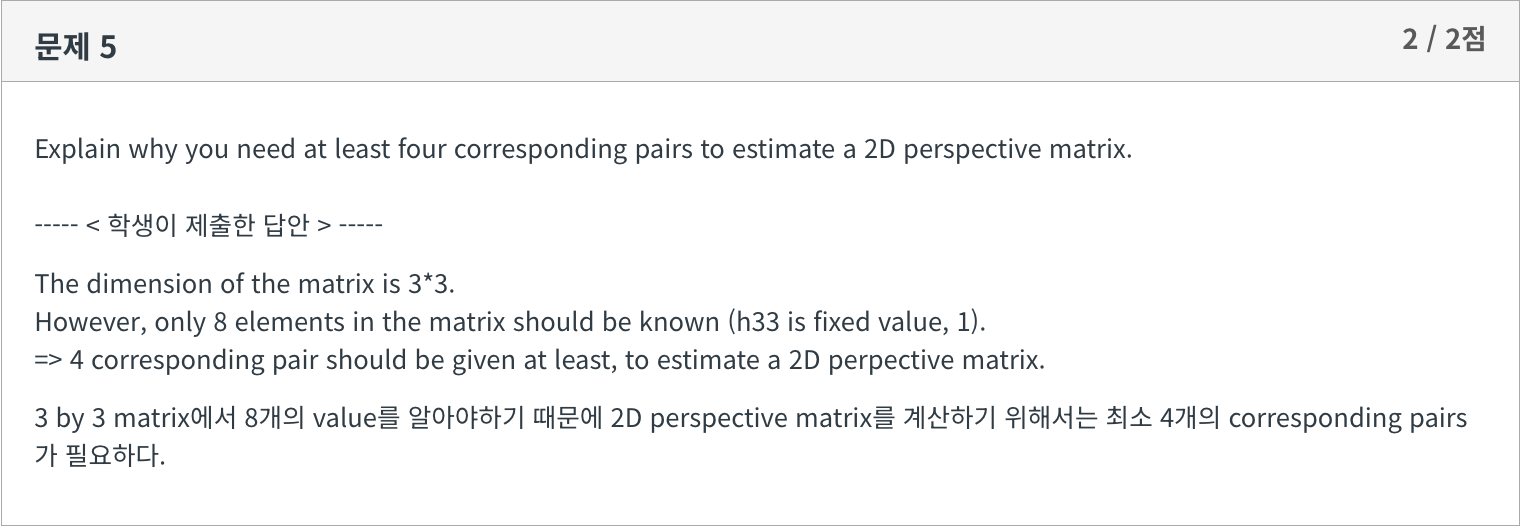 문제 5
2 / 2점
Explain why you need at least four corresponding pairs to estimate a 2D perspective matrix.
----- < 학생이 제출한 답안 > -----
The dimension of the matrix is 3*3.
However, only 8 elements in the matrix should be known (h33 is fixed value, 1).
=> 4 corresponding pair should be given at least, to estimate a 2D perpective matrix.
3 by 3 matrix에서 8개의 value를 알아야하기 때문에 2D perspective matrix를 계산하기 위해서는 최소 4개의 corresponding pairs
가 필요하다.